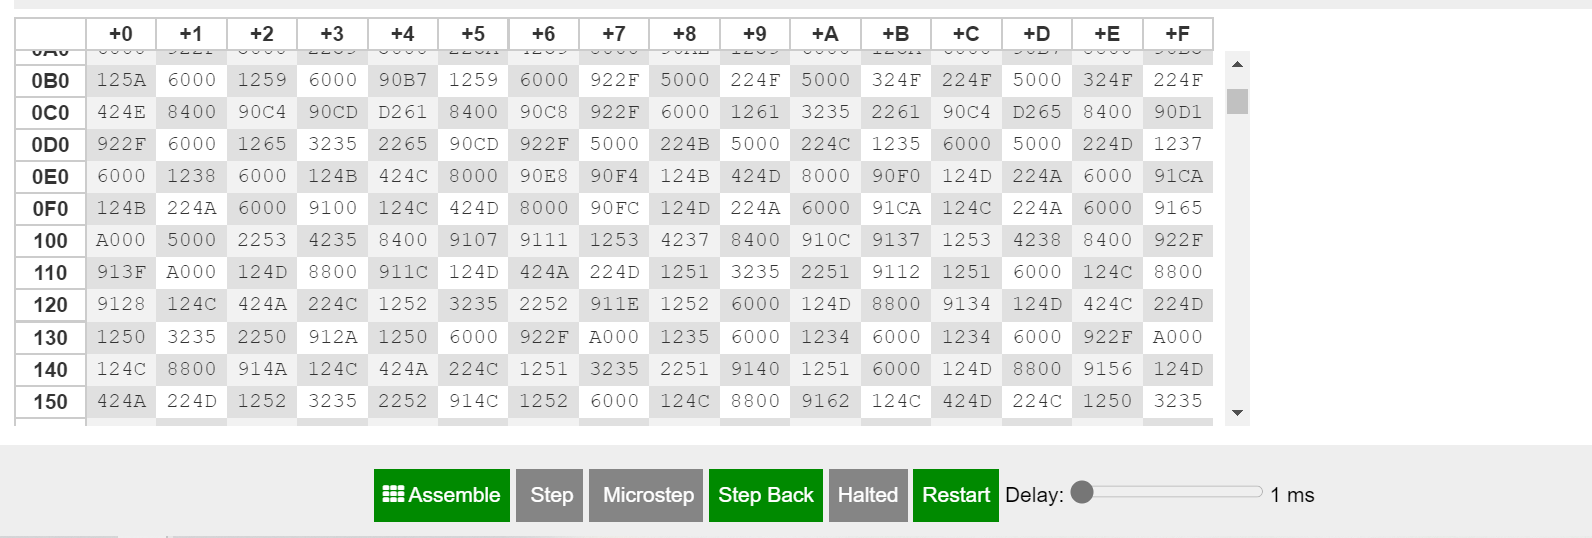 +0 +1 +2 +3 +4 +5 +6 +7 +8 +9 +A +B +C +D +E +F
0B0 125A 6000 1259 6000 90B7 1259 6000 922F 5000 224F 5000 324F 224F 5000 324F 224F
0C0 424E 8400 90C4 90CD D261 8400 90C8 922F 6000 1261 3235 2261 90C4 D265 8400 90D1
0D0 922F 6000 1265 3235 2265 90CD 922F 5000 224B 5000 224C 1235 6000 5000 224D 1237
0E0 6000 1238 6000 124B 424C 8000 90E8 90F4 124B 424D 8000 90F0 124D 224A 6000 91CA
0F0 124B 224A 6000 9100 124C 424D 8000 90FC 124D 224A 6000 91CA 124C 224A 6000 9165
100 A000 5000 2253 4235 8400 9107 9111 1253 4237 8400 910C 9137 1253 4238 8400 922F
110 913F A000 124D 8800 911C 124D 424A 224D 1251 3235 2251 9112 1251 6000 124C 8800
120 9128 124C 424A 224C 1252 3235 2252 911E 1252 6000 124D 8800 9134 124D 424C 224D
130 1250 3235 2250 912A 1250 6000 922F A000 1235 6000 1234 6000 1234 6000 922F A000
140 124C 8800 914A 124C 424A 224C 1251 3235 2251 9140 1251 6000 124D 8800 9156 124D
150 424A 224D 1252 3235 2252 914C 1252 6000 124C 8800 9162 124C 424D 224C 1250 3235
Assemble Step Microstep Step Back Halted Restart Delay: 1 ms